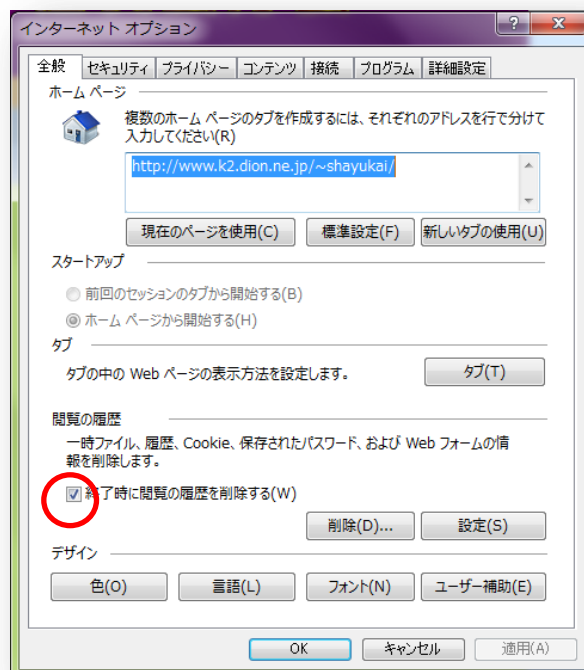 インターネット オプション
全般 セキュリティ プライバシー コンテンツ 接続 プログラム 詳細設定
ホーム ページ
複数のホーム ページのタブを作成するには、それぞれのアドレスを行で分けて
入力してください(R)
http://www.k2.dion.ne.jp/~shayukai/
現在のページを使用(C) 標準設定(F) 新しいタブの使用(U)
スタートアップ
前回のセッションのタブから開始する(B)
ホーム ページから開始する(H)
タブ
タブの中の Web ページの表示方法を設定します。 タブ(T)
閲覧の履歴
一時ファイル、履歴、Cookie、保存されたパスワード、および Web フォームの情
報を削除します。
終了時に閲覧の履歴を削除する(W)
削除(D)... 設定(S)
デザイン
色(O) 言語(L) フォント(N) ユーザー補助(E)
OK キャンセル 適用(A)